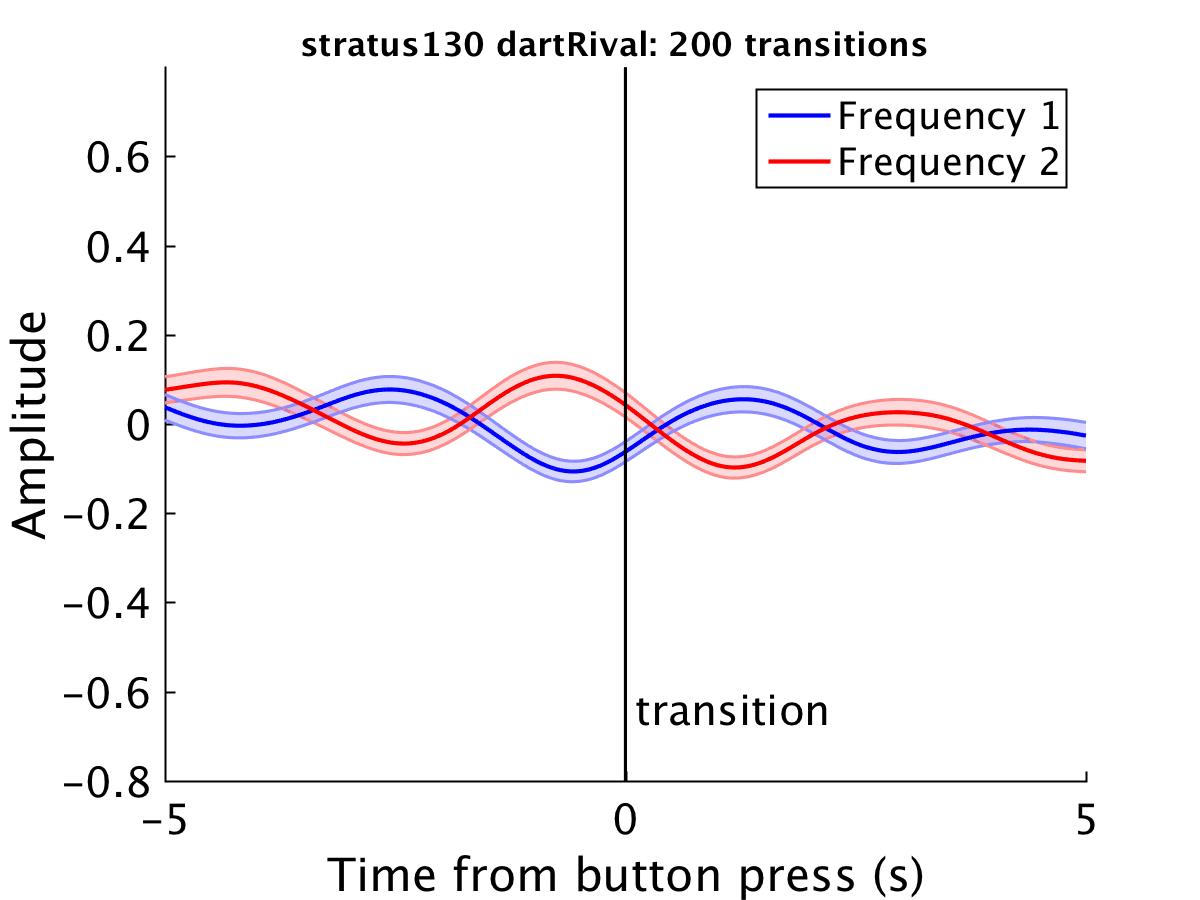 stratus130 dartRival: 200 transitions
Frequency 1
Frequency 2
0.6
0.4
0.2
0
−0.2
−0.4
−0.6
−0.8
Amplitude
transition
−5
0
5
Time from button press (s)